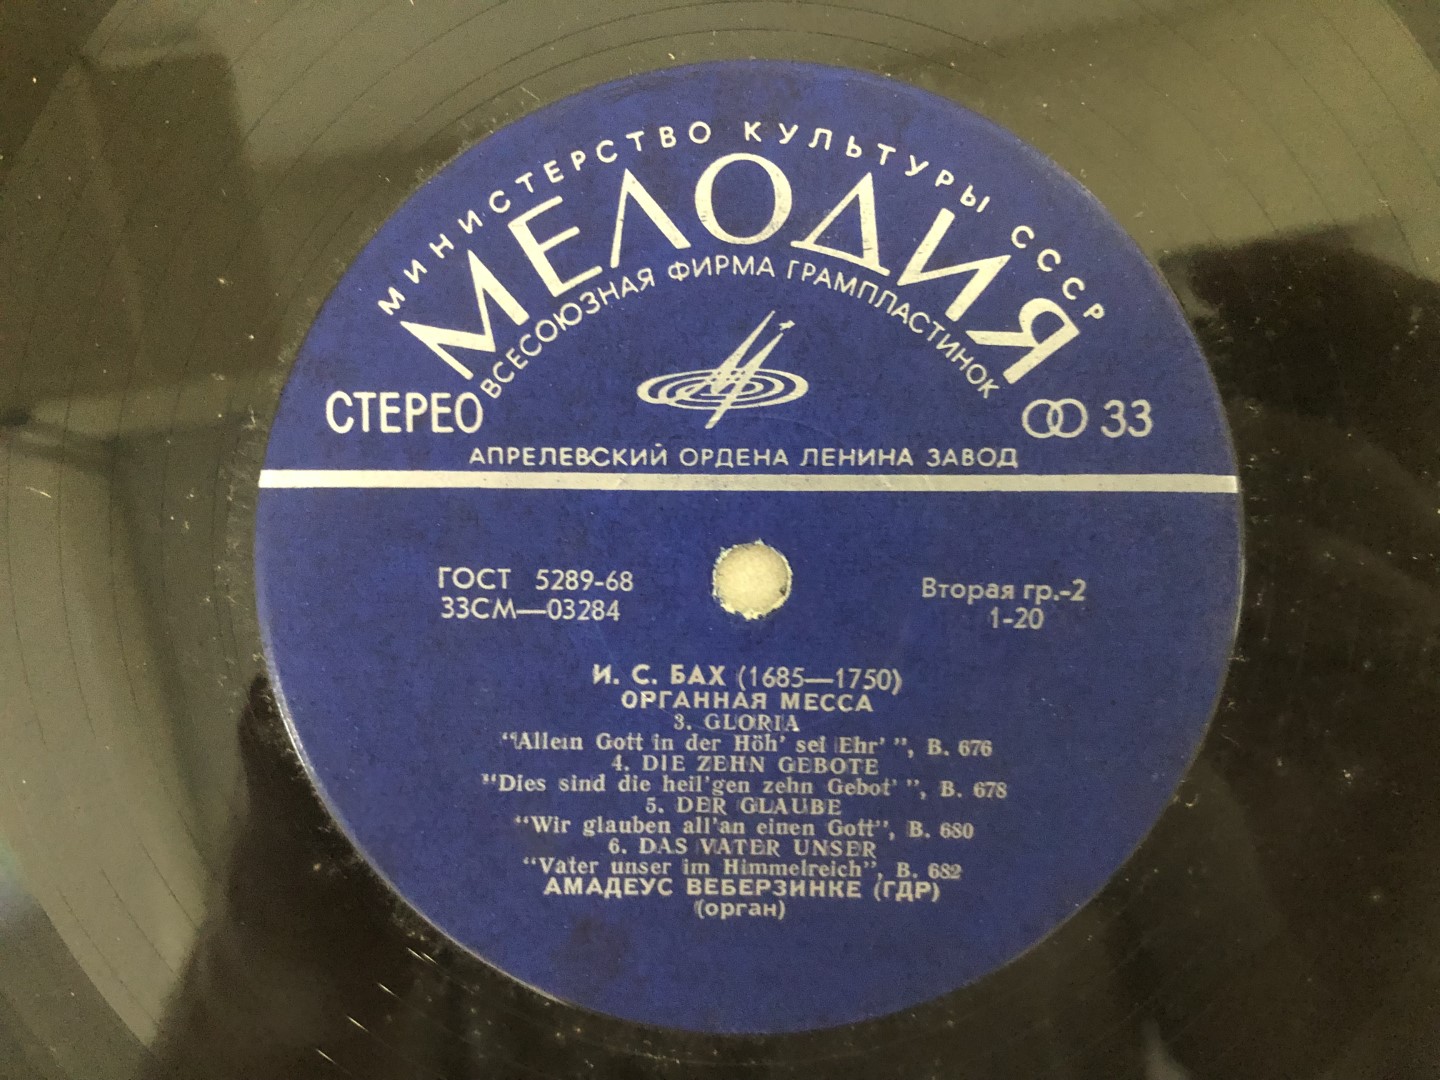 МИНИСТЕРСТВО КУЛЬТУРЫ СССР
МЕЛОДИЯ
ВСЕСОЮЗНАЯ ФИРМА ГРАМПЛАСТИНОК
СТЕРЕО
33
АПРЕЛЕВСКИЙ ОРДЕНА ЛЕНИНА ЗАВОД
ГОСТ 5289-68
33СМ—03284
Вторая гр.-2
1-20
И. С. БАХ (1685—1750)
ОРГАННАЯ МЕССА
3. GLORIA
“Allein Gott in der Höh’ sei Ehr’ ”, B. 676
4. DIE ZEHN GEBOTE
“Dies sind die heil’gen zehn Gebot’ ”, B. 678
5. DER GLAUBE
“Wir glauben all’an einen Gott”, B. 680
6. DAS VATER UNSER
“Vater unser im Himmelreich”, B. 682
АМАДЕУС ВЕБЕРЗИНКЕ (ГДР)
(орган)